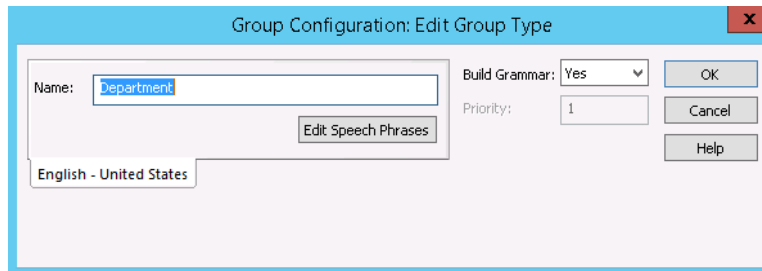 Group Configuration: Edit Group Type
x
Name: Department
Edit Speech Phrases
English - United States
Build Grammar: Yes
Priority: 1
OK
Cancel
Help